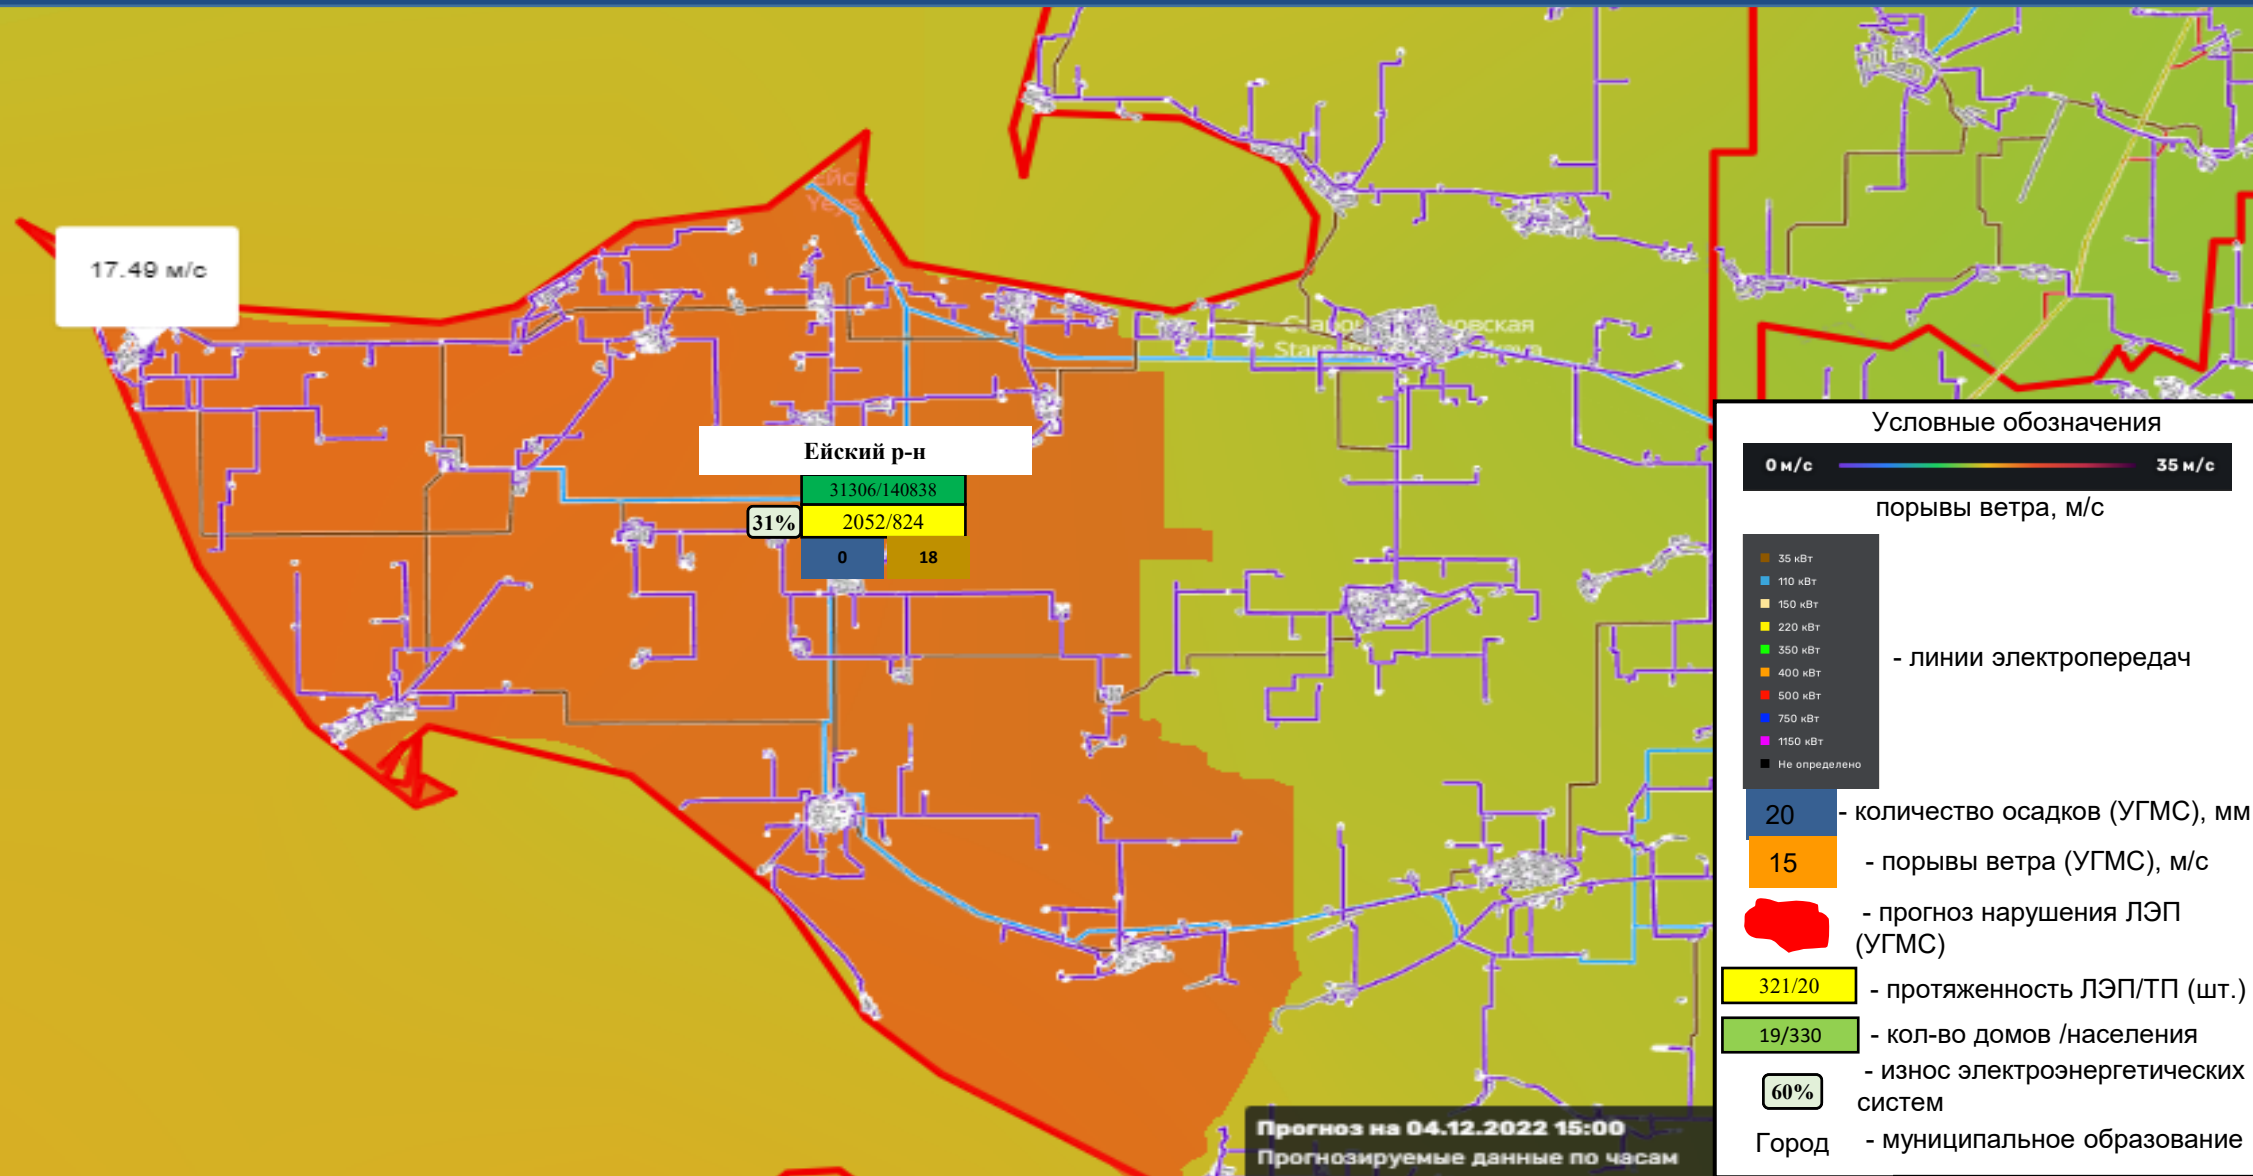 17.49 м/с
Ейский р-н
31306/140838
31%
2052/824
0
18
Прогноз на 04.12.2022 15:00
Прогнозируемые данные по часам
Условные обозначения
0 м/с
35 м/с
порывы ветра, м/с
35 кВт
110 кВт
150 кВт
220 кВт
350 кВт
400 кВт
500 кВт
750 кВт
1150 кВт
Не определено
- линии электропередач
20 - количество осадков (УГМС), мм
15 - порывы ветра (УГМС), м/с
- прогноз нарушения ЛЭП
(УГМС)
321/20 - протяженность ЛЭП/ТП (шт.)
19/330 - кол-во домов /населения
- износ электроэнергетических
60% систем
Город - муниципальное образование